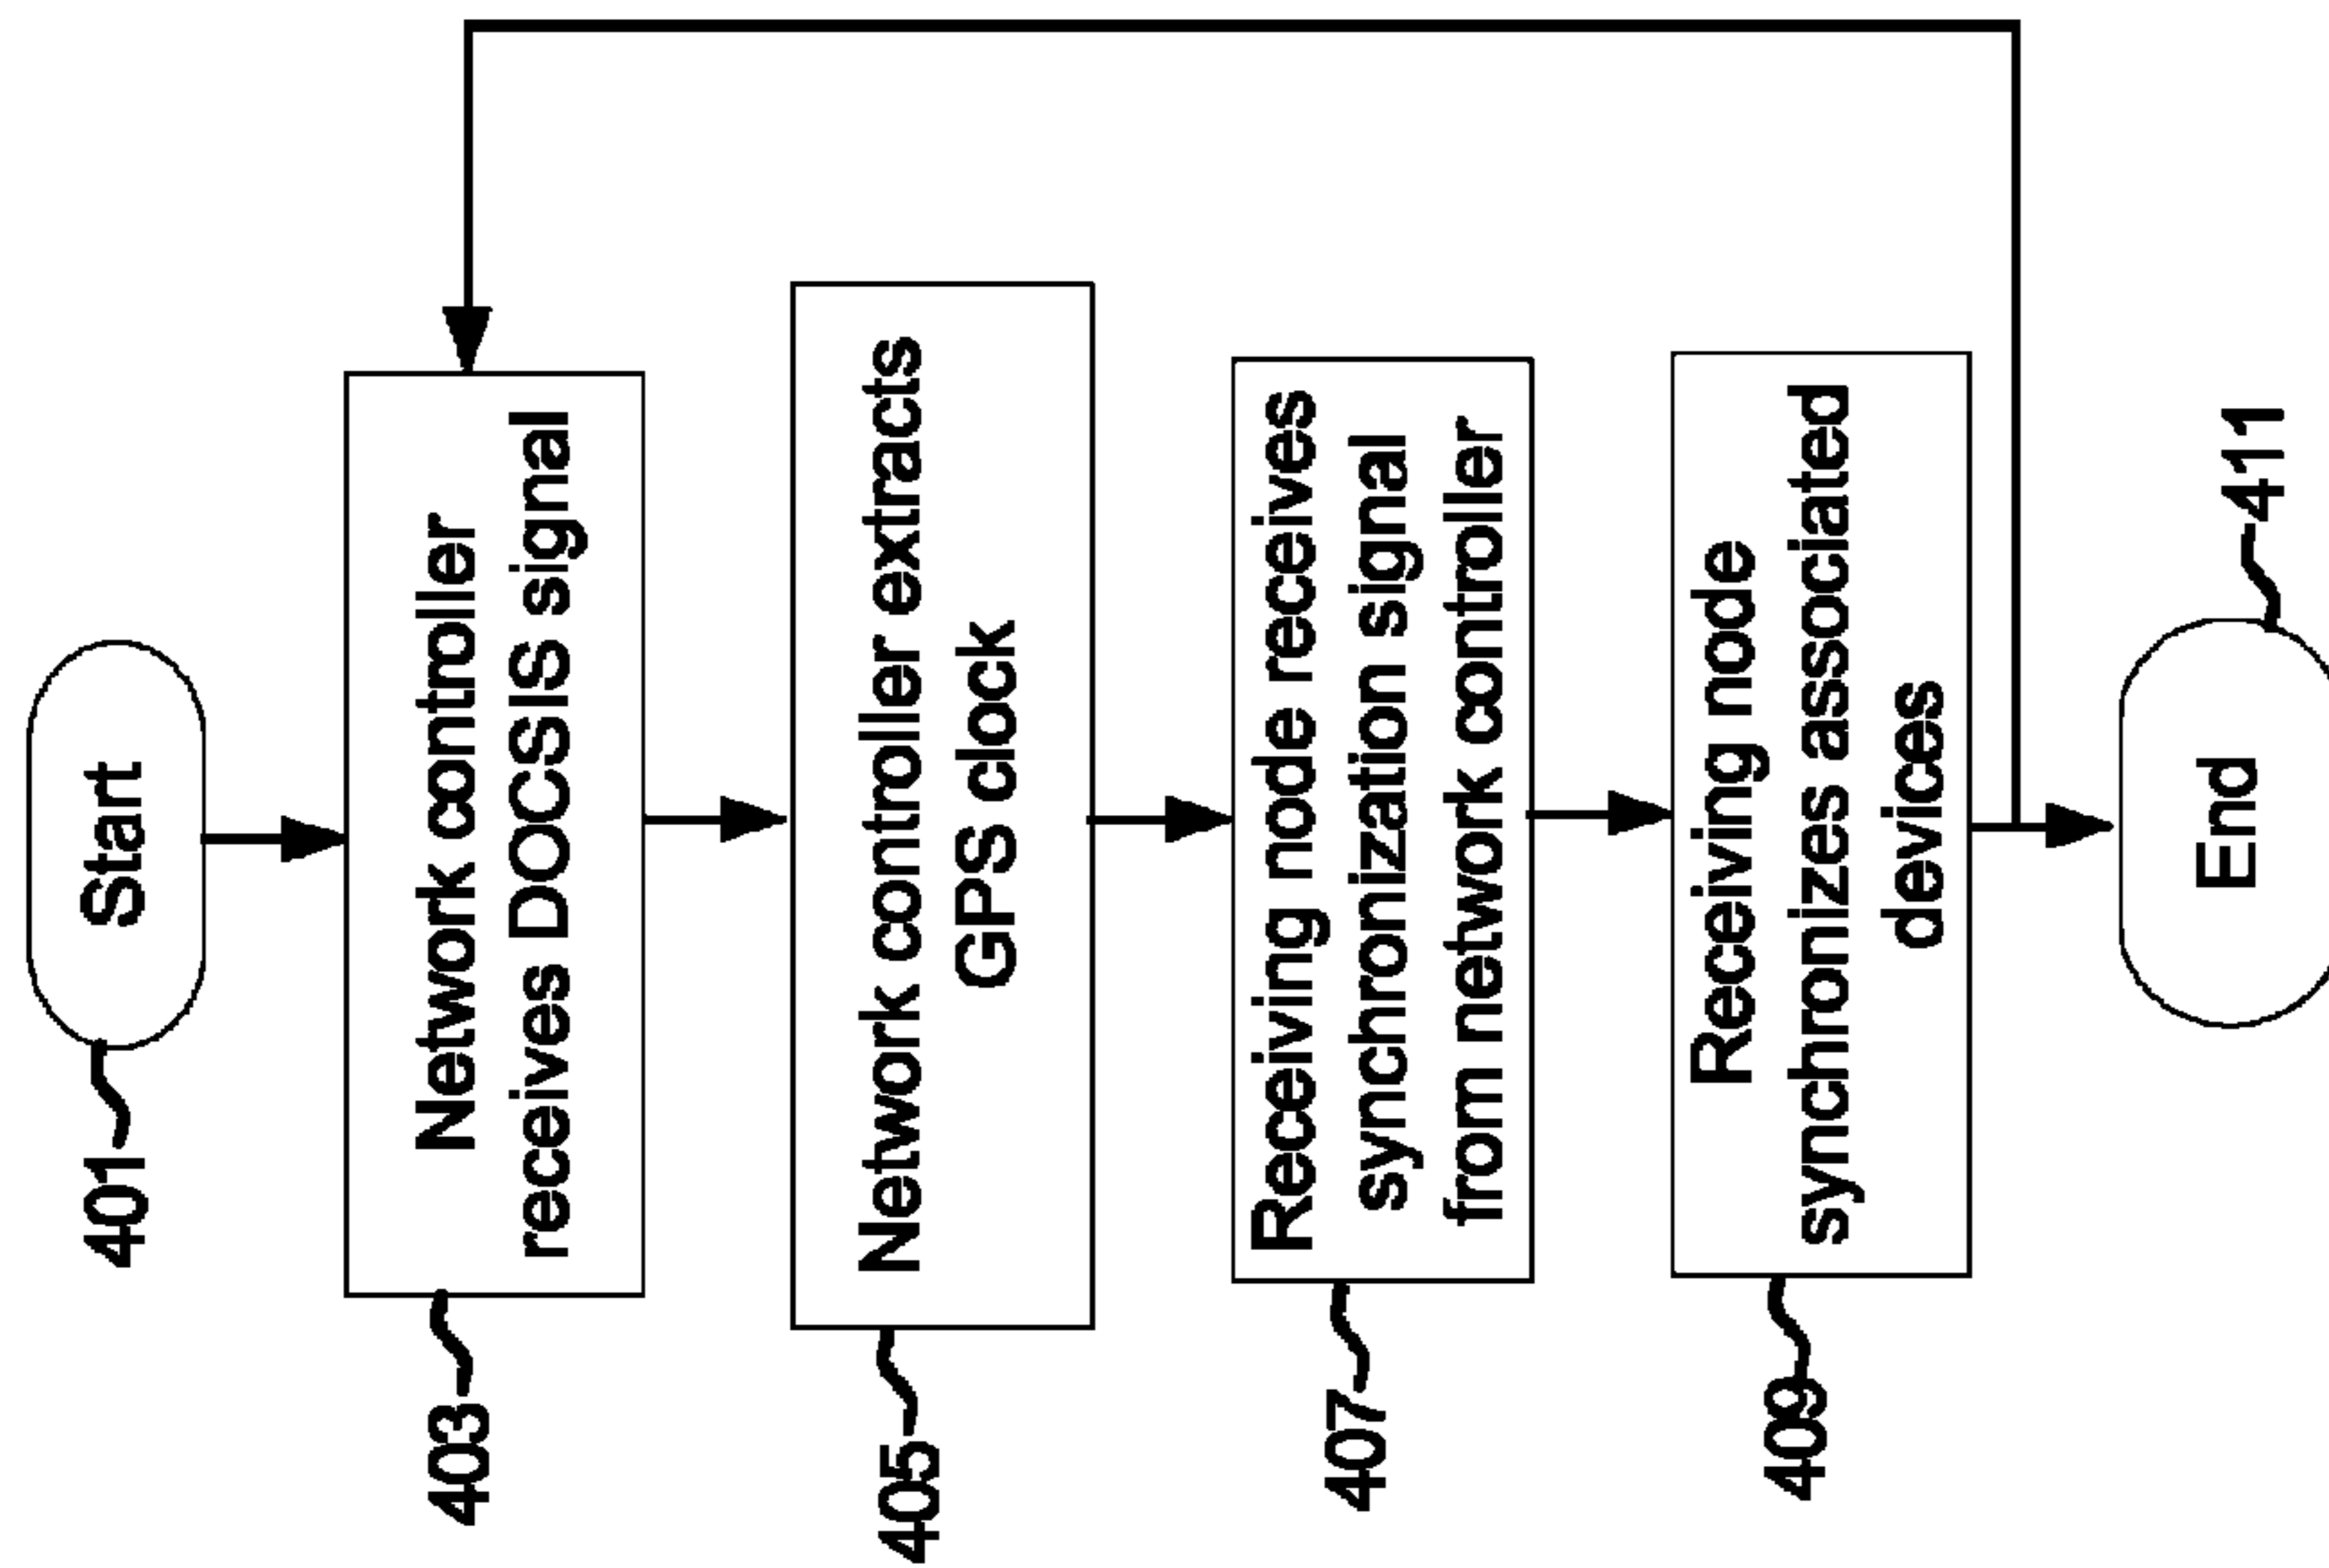 401
Start
403
Network controller
receives DOCSIS signal
405
Network controller extracts
GPS clock
407
Receiving node receives
synchronization signal
from network controller
409
Receiving node
synchronizes associated
devices
End
411